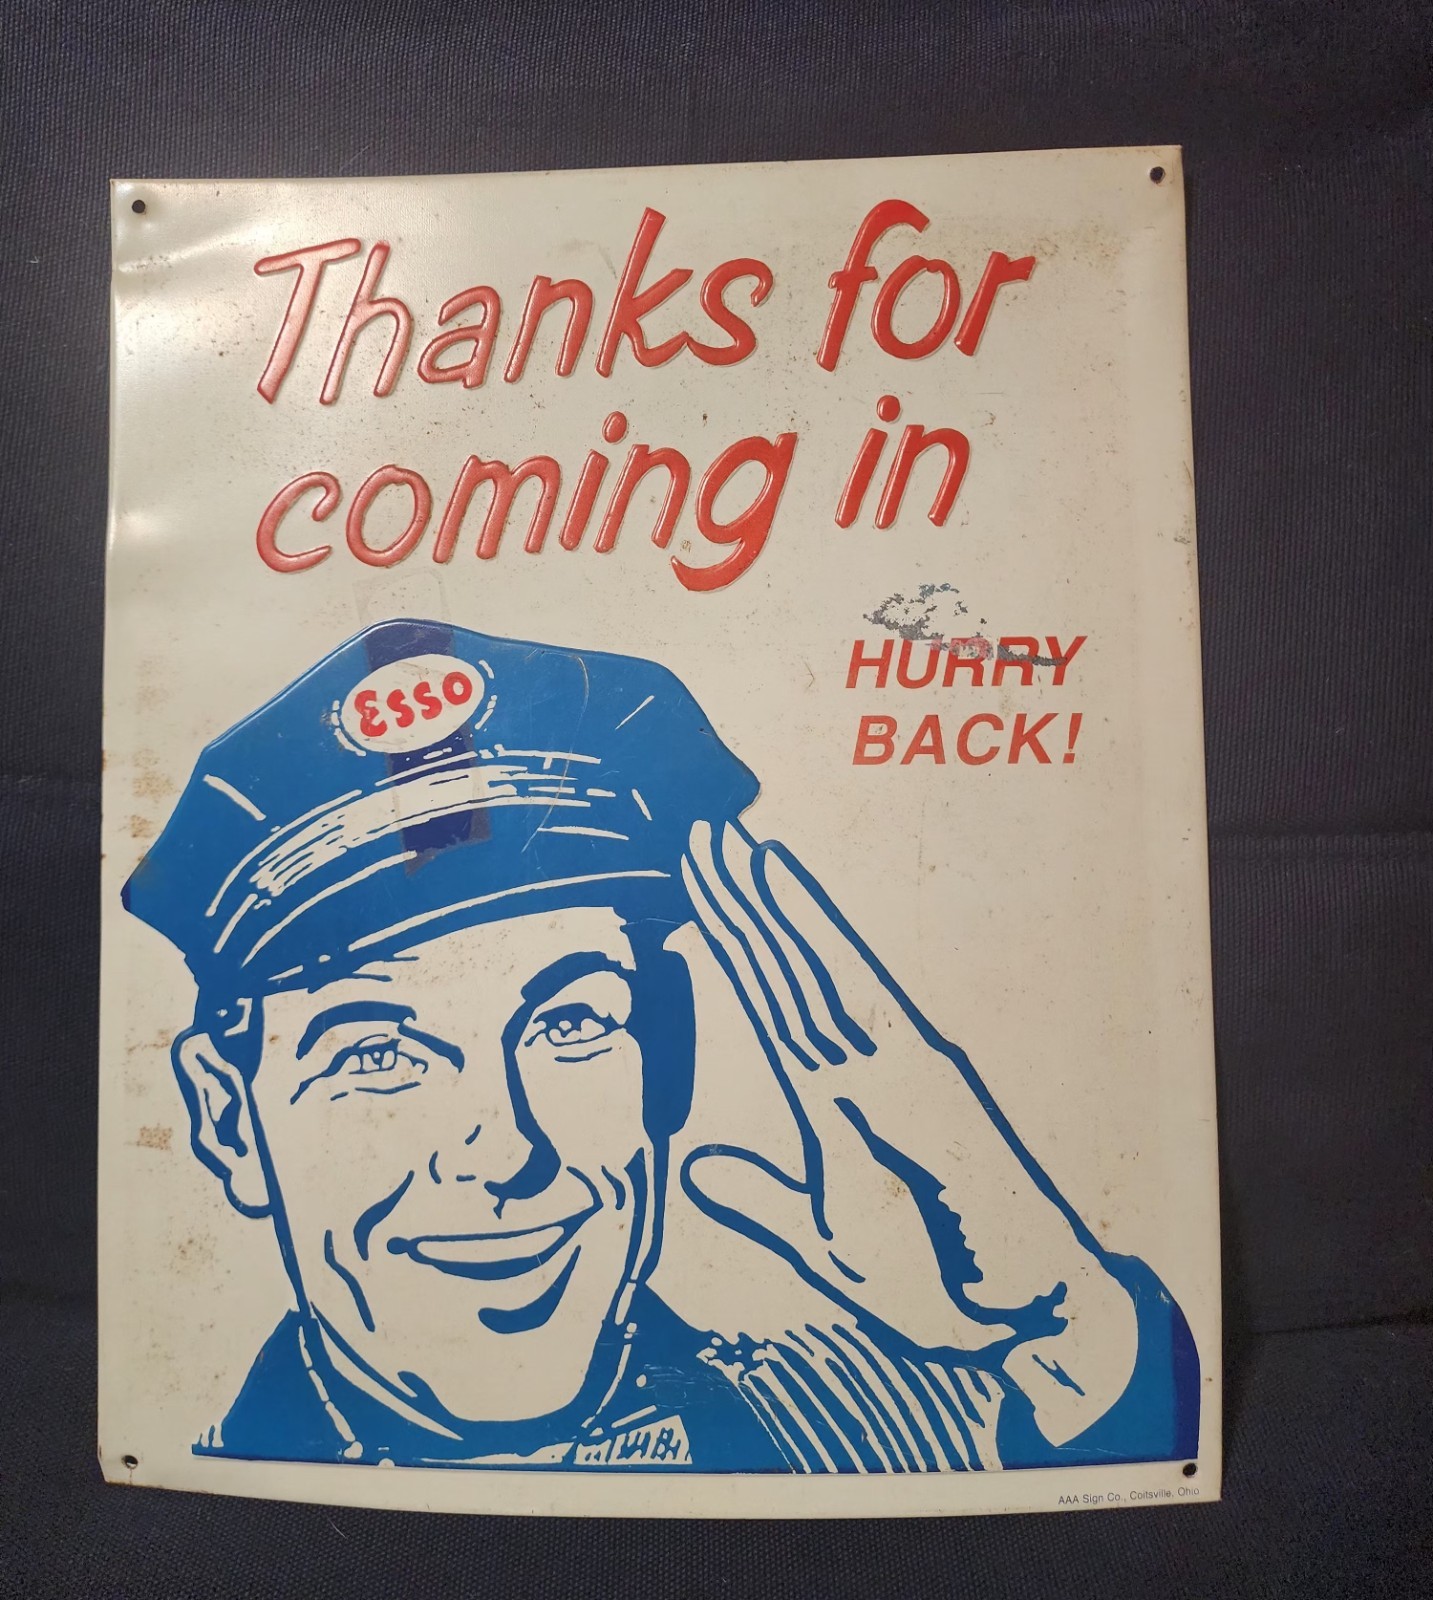 Thanks for
coming in
HURRY
BACK!
Esso
AAA Sign Co., Coitsville, Ohio